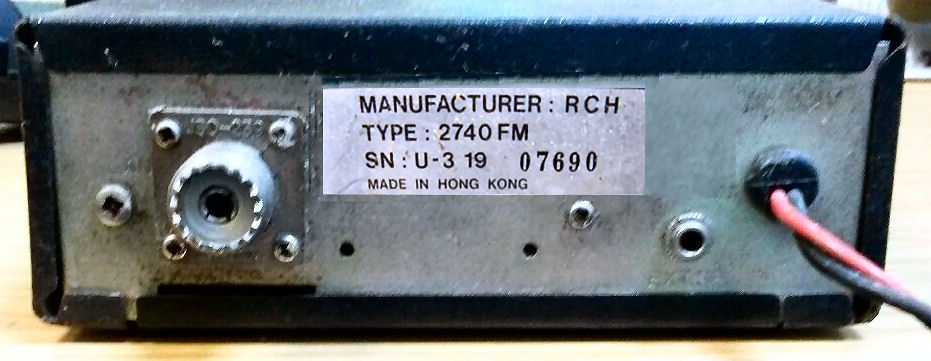 MANUFACTURER : RCH
TYPE : 2740 FM
SN : U-3 19 07690
MADE IN HONG KONG